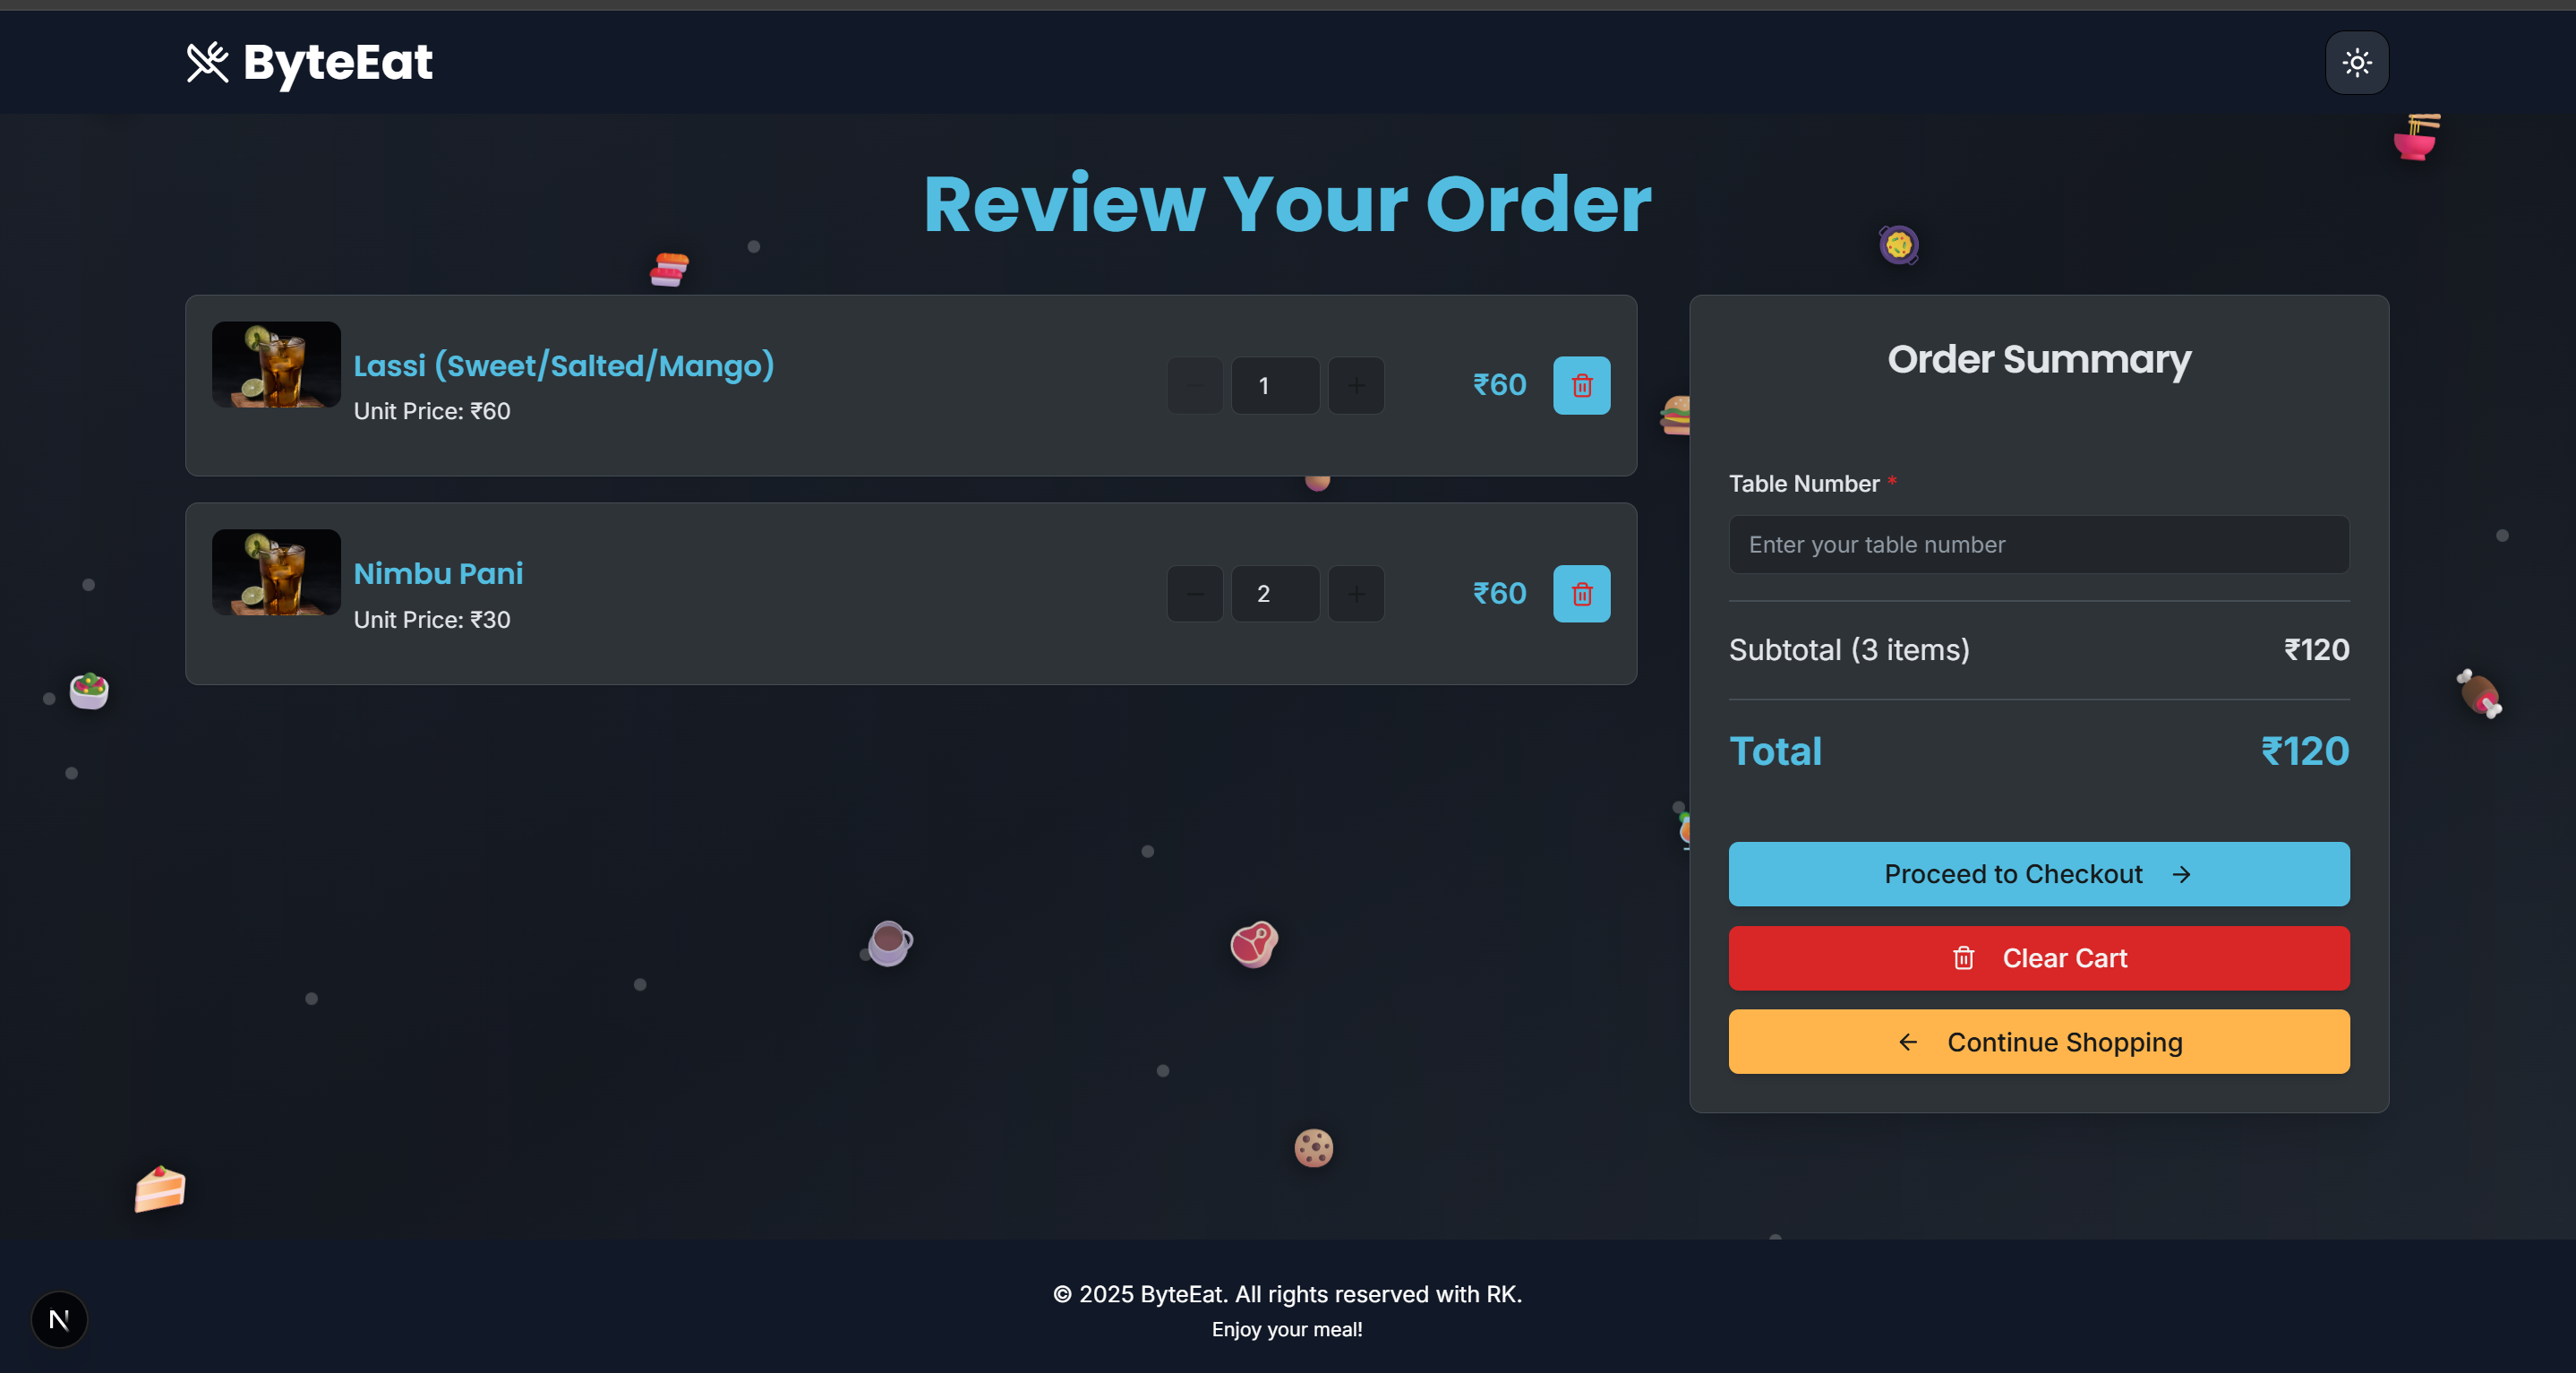 ByteEat
Review Your Order
Lassi (Sweet/Salted/Mango)
Unit Price: ₹60
1
₹60
Nimbu Pani
Unit Price: ₹30
2
₹60
Order Summary
Table Number *
Enter your table number
Subtotal (3 items) ₹120
Total ₹120
Proceed to Checkout →
Clear Cart
← Continue Shopping
© 2025 ByteEat. All rights reserved with RK.
Enjoy your meal!
N